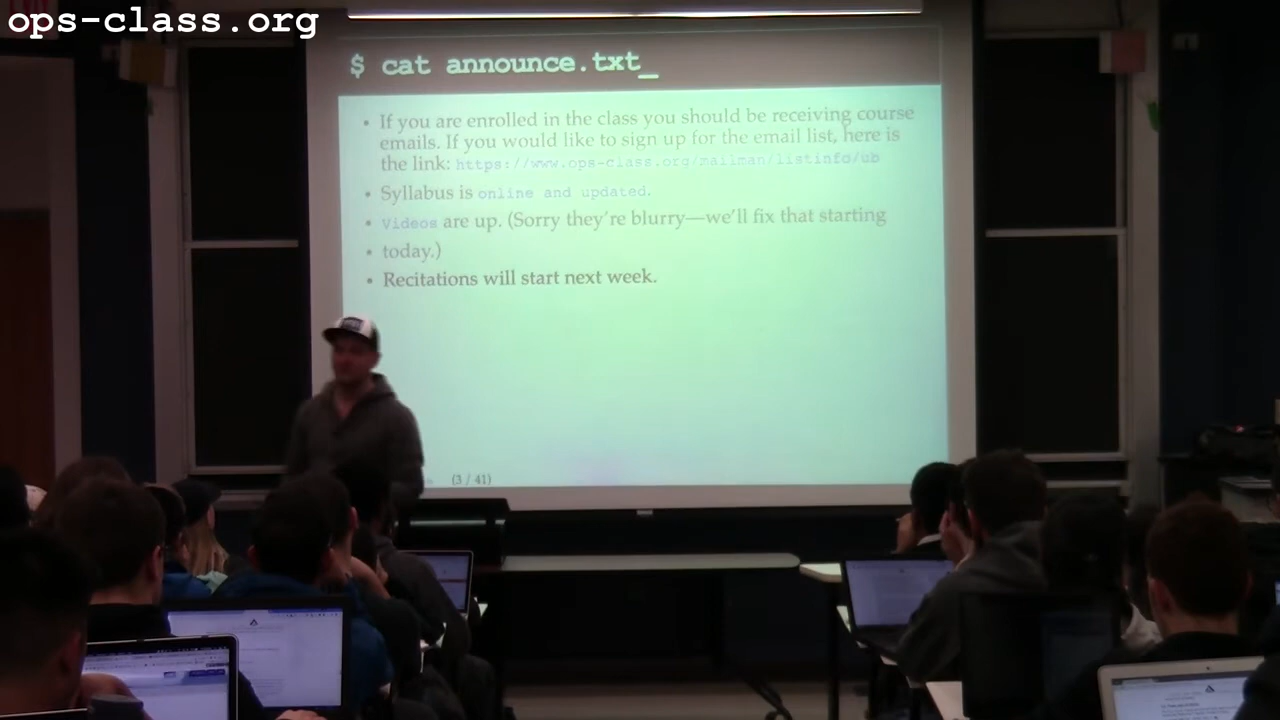 ops-class.org
$ cat announce.txt_
• If you are enrolled in the class you should be receiving course
emails. If you would like to sign up for the email list, here is
the link: https://www.ops-class.org/mailman/listinfo/ub
• Syllabus is online and updated.
• Videos are up. (Sorry they're blurry—we'll fix that starting
• today.)
• Recitations will start next week.
(3 / 41)